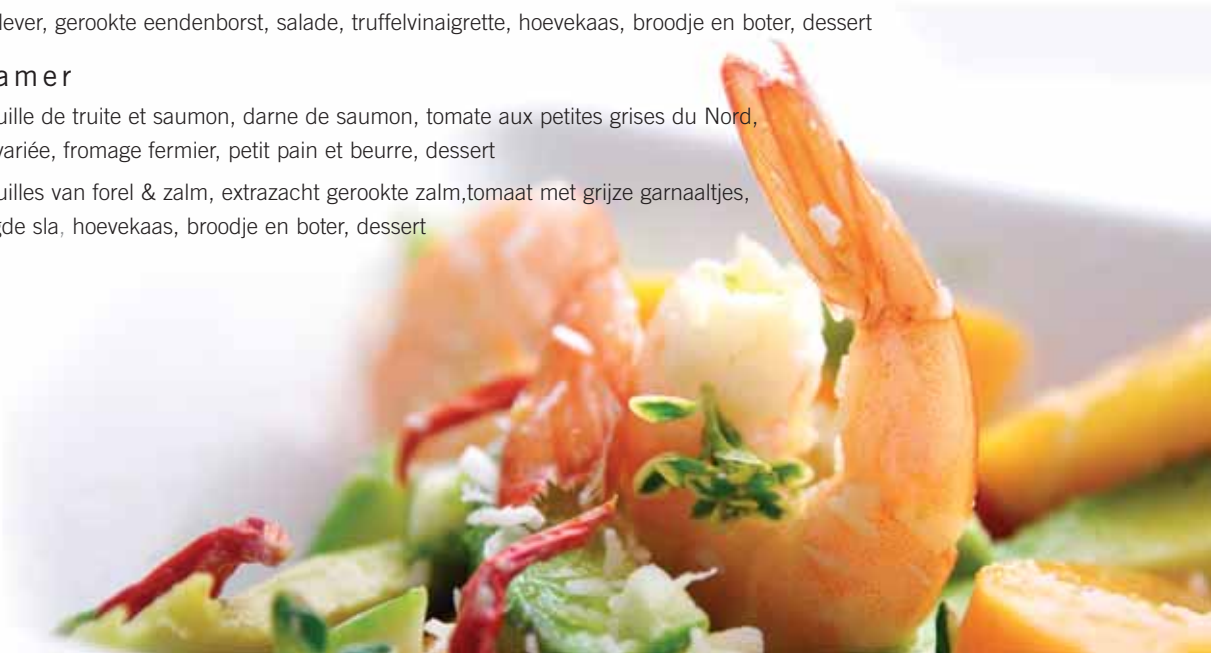 lever, gerookte eendenborst, salade, truffelvinaigrette, hoevekaas, broodje en boter, dessert
amer
uille de truite et saumon, darne de saumon, tomate aux petites grises du Nord,
variée, fromage fermier, petit pain et beurre, dessert
uilles van forel & zalm, extrazacht gerookte zalm,tomaat met grijze garnaaltjes,
gde sla, hoevekaas, broodje en boter, dessert